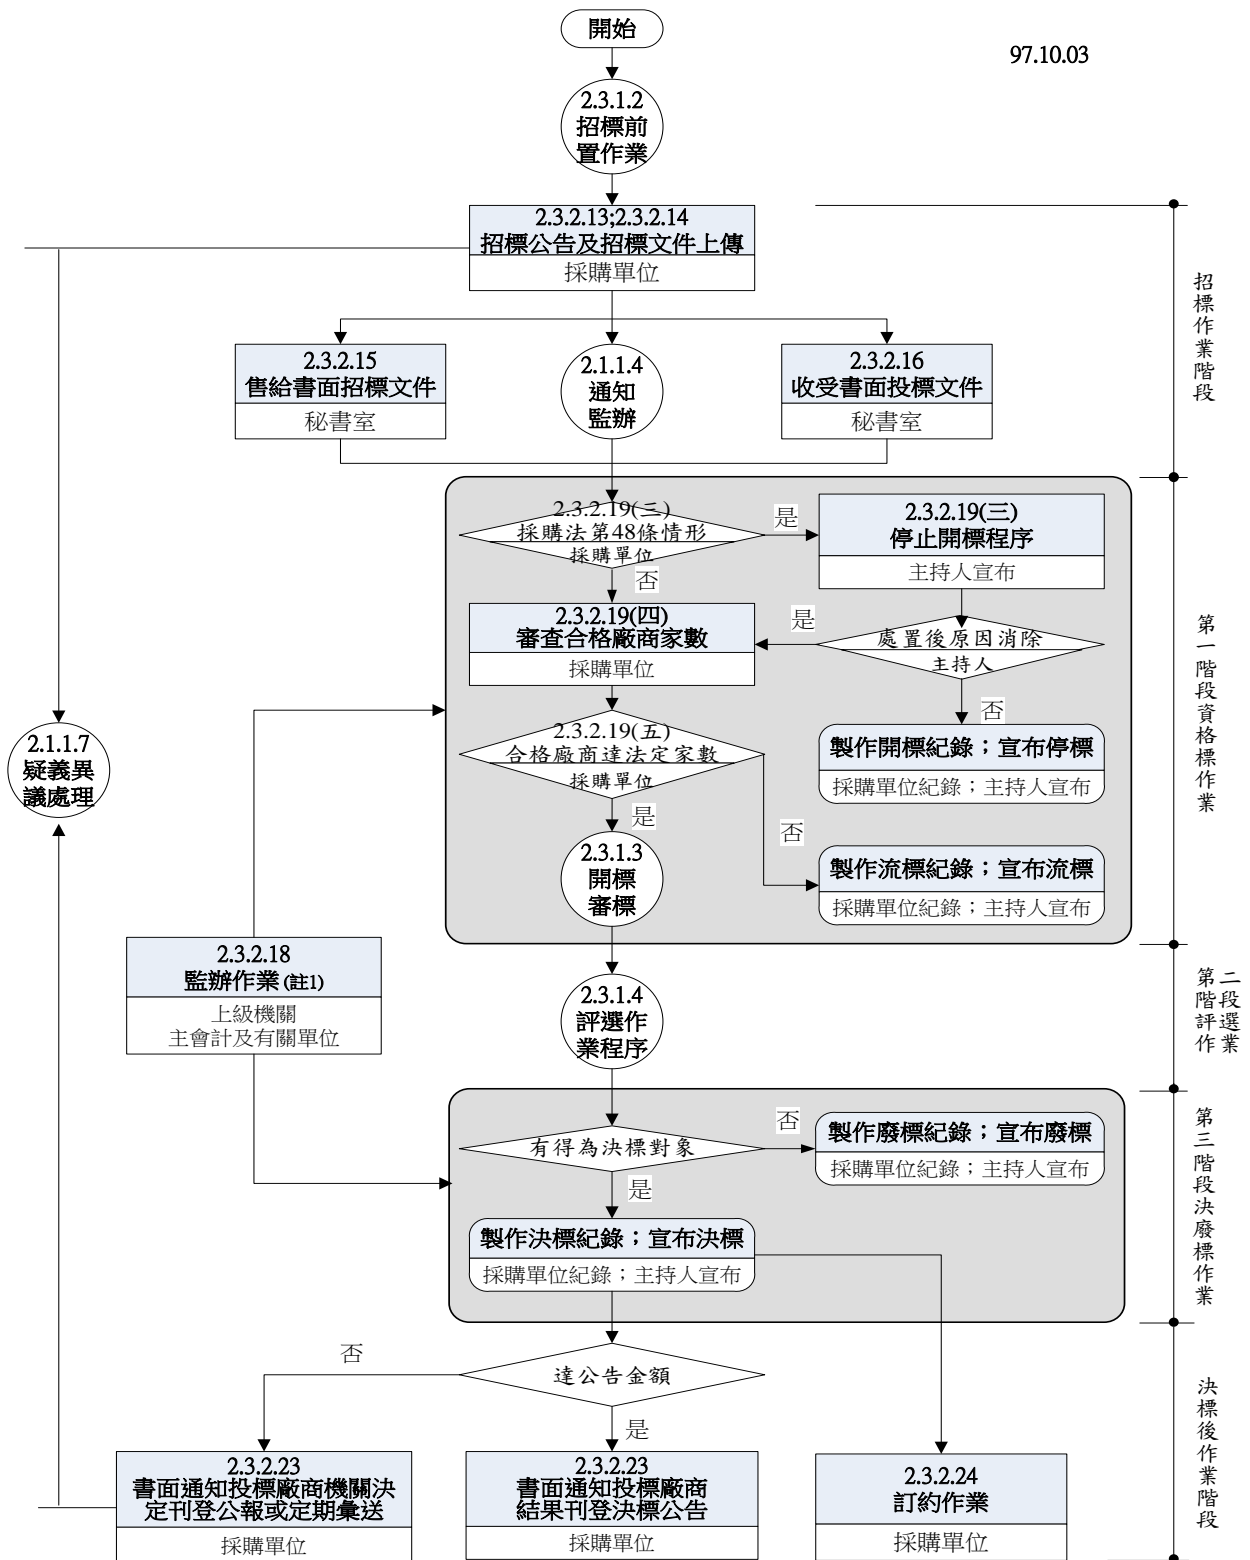 開始
97.10.03
2.3.1.2
招標前
置作業
2.3.2.13;2.3.2.14
招標公告及招標文件上傳
採購單位
招標作業階段
2.3.2.15
售給書面招標文件
秘書室
2.1.1.4
通知
監辦
2.3.2.16
收受書面投標文件
秘書室
2.3.2.19(三)
採購法第48條情形
採購單位
是
否
2.3.2.19(三)
停止開標程序
主持人宣布
2.3.2.19(四)
審查合格廠商家數
採購單位
是
處置後原因消除
主持人
否
第一階段資格標作業
2.3.2.19(五)
合格廠商達法定家數
採購單位
是
否
製作開標紀錄；宣布停標
採購單位紀錄；主持人宣布
2.1.1.7
疑義異
議處理
2.3.1.3
開標
審標
製作流標紀錄；宣布流標
採購單位紀錄；主持人宣布
2.3.2.18
監辦作業(註1)
上級機關
主會計及有關單位
2.3.1.4
評選作
業程序
第二階段評選作業
有得為決標對象
否
是
製作廢標紀錄；宣布廢標
採購單位紀錄；主持人宣布
製作決標紀錄；宣布決標
採購單位紀錄；主持人宣布
第三階段決廢標作業
達公告金額
否
是
2.3.2.23
書面通知投標廠商機關決
定刊登公報或定期彙送
採購單位
2.3.2.23
書面通知投標廠商
結果刊登決標公告
採購單位
2.3.2.24
訂約作業
採購單位
決標後作業階段